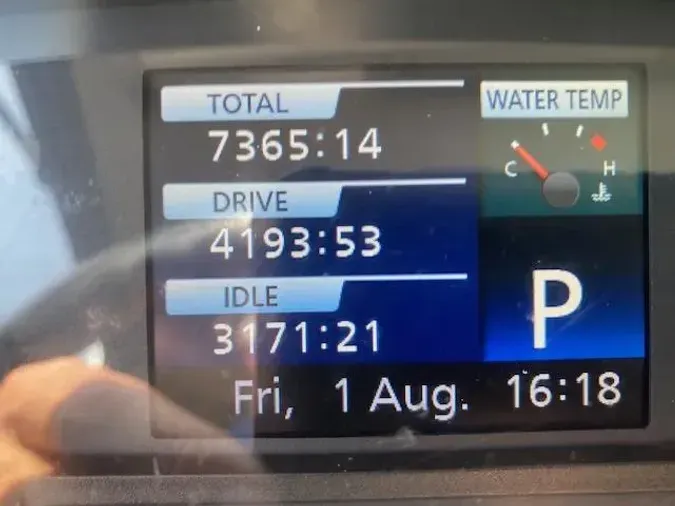 TOTAL
7365:14
DRIVE
4193:53
IDLE
3171:21
WATER TEMP
C
H
P
Fri, 1 Aug. 16:18